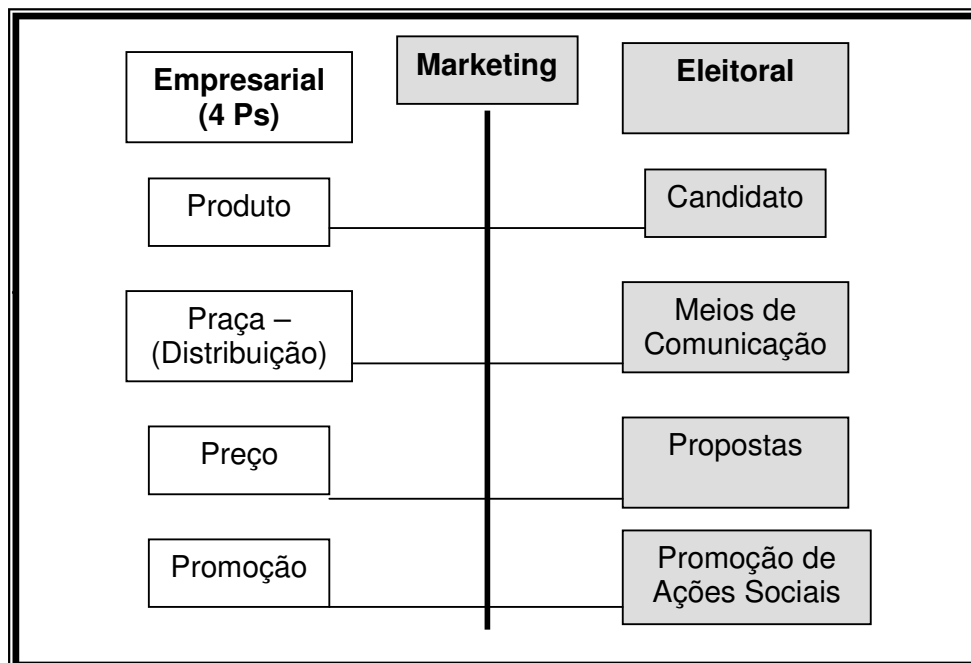 Empresarial
(4 Ps)
Marketing
Eleitoral
Produto
Candidato
Praça –
(Distribuição)
Meios de
Comunicação
Preço
Propostas
Promoção
Promoção de
Ações Sociais